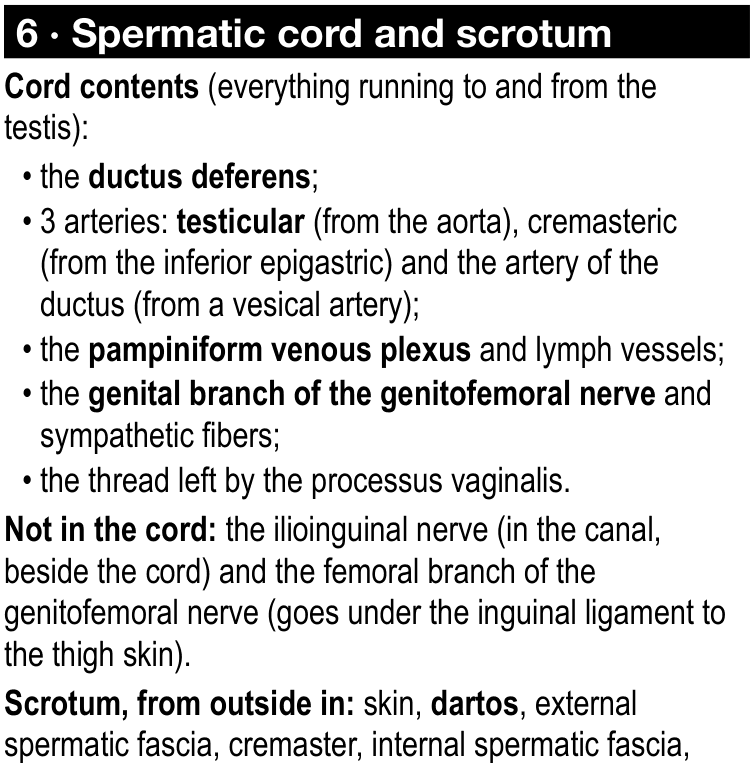 6 · Spermatic cord and scrotum
Cord contents (everything running to and from the
testis):
• the ductus deferens;
• 3 arteries: testicular (from the aorta), cremasteric
(from the inferior epigastric) and the artery of the
ductus (from a vesical artery);
• the pampiniform venous plexus and lymph vessels;
• the genital branch of the genitofemoral nerve and
sympathetic fibers;
• the thread left by the processus vaginalis.
Not in the cord: the ilioinguinal nerve (in the canal,
beside the cord) and the femoral branch of the
genitofemoral nerve (goes under the inguinal ligament to
the thigh skin).
Scrotum, from outside in: skin, dartos, external
spermatic fascia, cremaster, internal spermatic fascia,